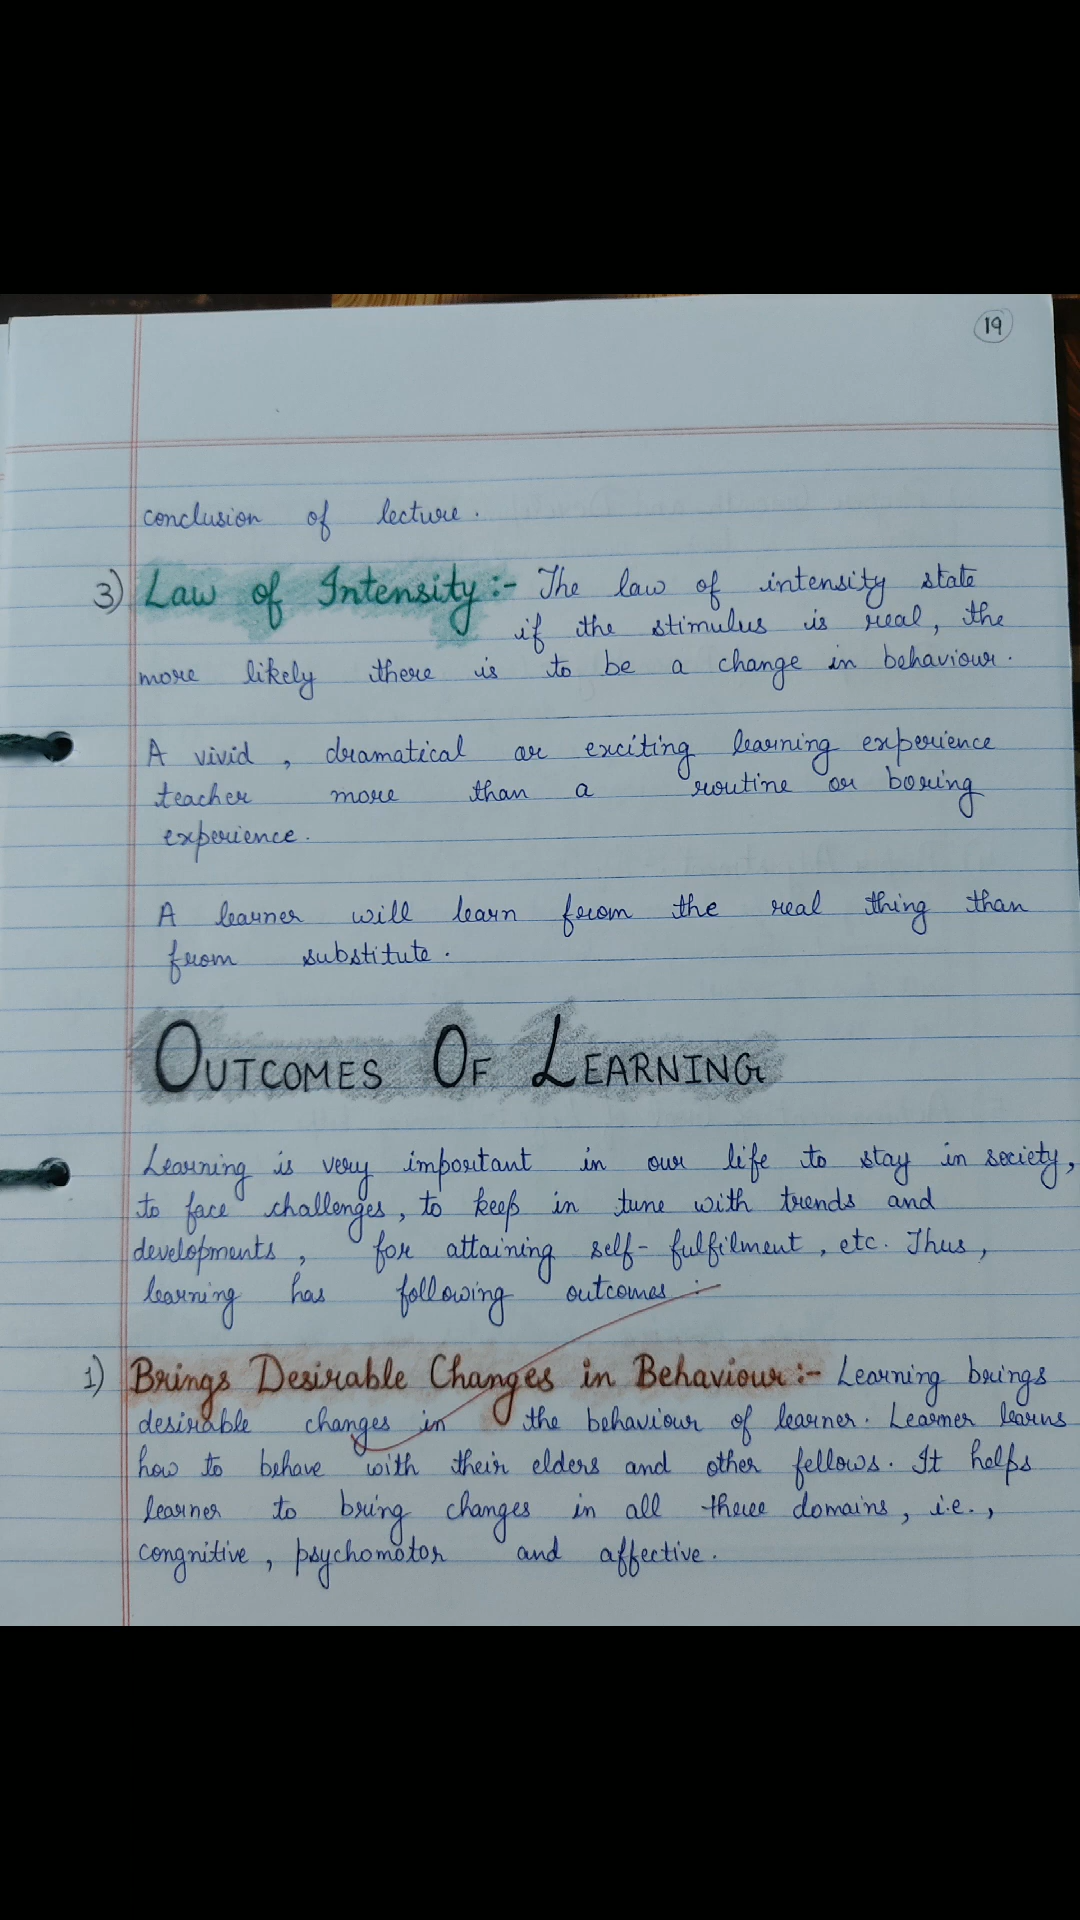 19
conclusion of lecture.
3) Law of Intensity :- The law of intensity state
if the stimulus is real, the
more likely there is to be a change in behaviour.
A vivid, dramatical or exciting learning experience
teacher more than a routine or boring
experience.
A learner will learn from the real thing than
from substitute.
OUTCOMES OF LEARNING
Learning is very important in our life to stay in society,
to face challenges, to keep in tune with trends and
developments, for attaining self-fulfilment, etc. Thus,
learning has following outcomes :
1) Brings Desirable Changes in Behaviour :- Learning brings
desirable changes in the behaviour of learner. Learner learns
how to behave with their elders and other fellows. It helps
learner to bring changes in all three domains, i.e.,
congnitive, psychomotor and affective.